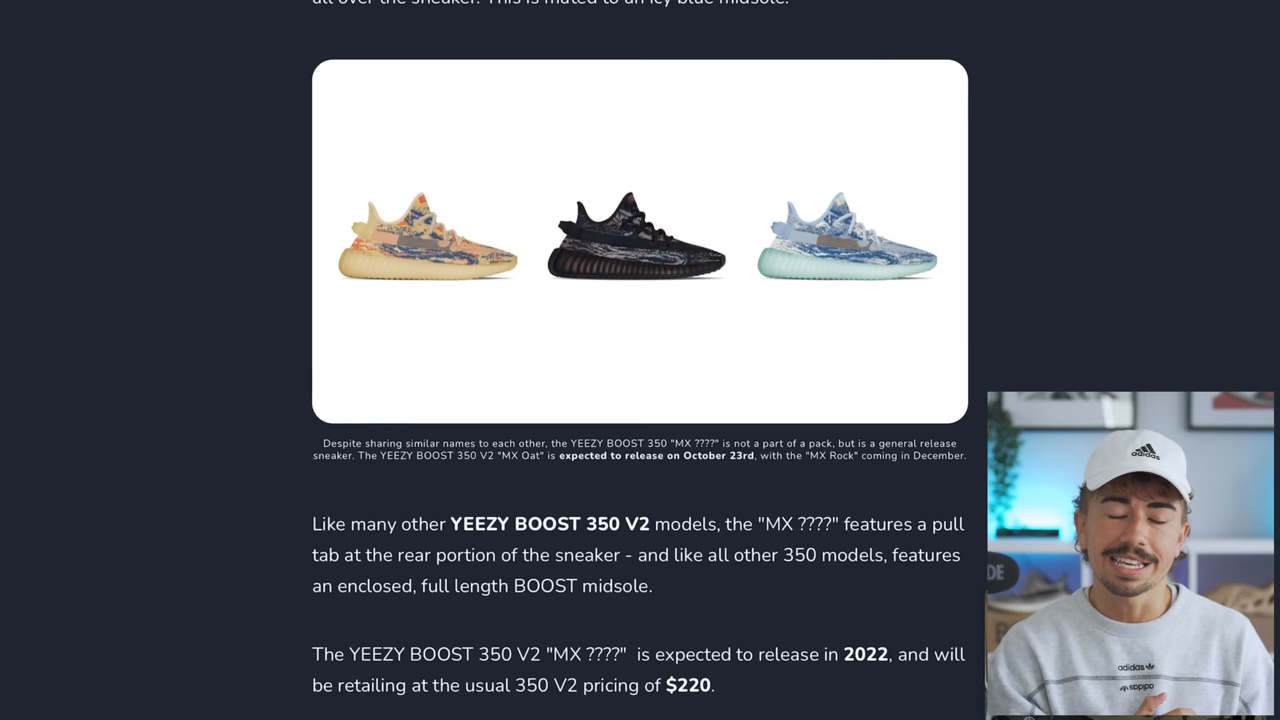 all over the sneaker. This is muted to an icy blue midsole.
Despite sharing similar names to each other, the YEEZY BOOST 350 "MX ????" is not a part of a pack, but is a general release
sneaker. The YEEZY BOOST 350 V2 "MX Oat" is expected to release on October 23rd, with the "MX Rock" coming in December.
Like many other YEEZY BOOST 350 V2 models, the "MX ????" features a pull
tab at the rear portion of the sneaker - and like all other 350 models, features
an enclosed, full length BOOST midsole.
The YEEZY BOOST 350 V2 "MX ????" is expected to release in 2022, and will
be retailing at the usual 350 V2 pricing of $220.
adidas
DE
adidas
adidas